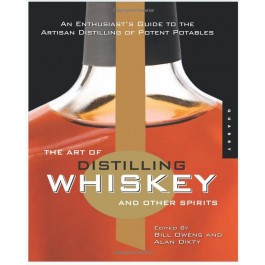 An Enthusiast's Guide to the
Artisan Distilling of Potent Potables
QUARRY
THE ART OF
DISTILLING
WHISKEY
AND OTHER SPIRITS
Edited By
Bill Owens and
Alan Dikty